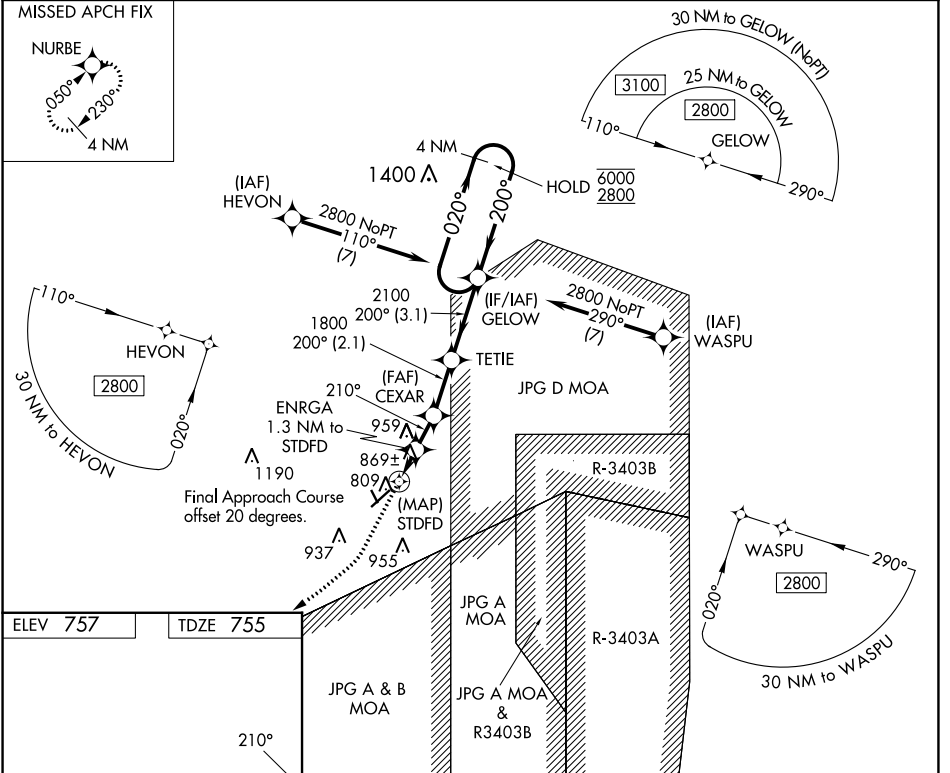 MISSED APCH FIX
NURBE
050°
230°
4 NM
30 NM to GELOW (NoPT)
3100
25 NM to GELOW
2800
110°
GELOW
290°
4 NM
1400
HOLD
6000
2800
020°
200°
(IAF)
HEVON
2800 NoPT
110°
(7)
2100
200° (3.1)
(IF/IAF)
GELOW
2800 NoPT
290°
(7)
(IAF)
WASPU
1800
200° (2.1)
TETIE
110°
HEVON
2800
020°
30 NM to HEVON
(FAF)
CEXAR
210°
JPG D MOA
ENRGA
1.3 NM to
STDFD
959
869±
809
1190
Final Approach Course
offset 20 degrees.
(MAP)
STDFD
937
955
R-3403B
WASPU
290°
2800
020°
30 NM to WASPU
JPG A
MOA
R-3403A
ELEV 757
TDZE 755
JPG A & B
MOA
JPG A MOA
&
R3403B
210°